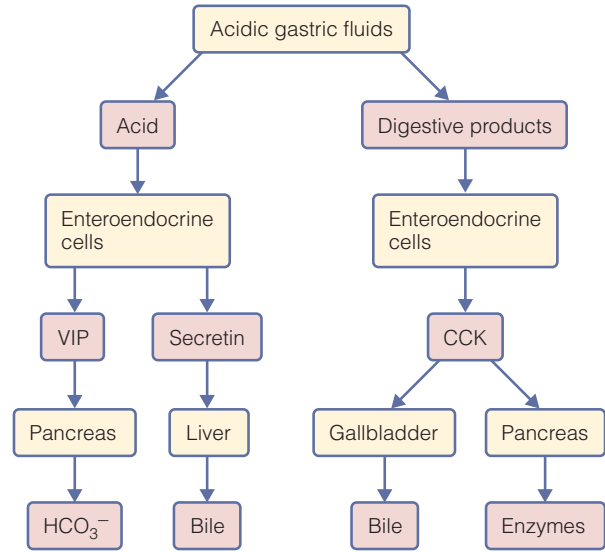 Acidic gastric fluids
Acid
Digestive products
Enteroendocrine
cells
Enteroendocrine
cells
VIP
Secretin
CCK
Pancreas
Liver
Gallbladder
Pancreas
HCO₃⁻
Bile
Bile
Enzymes